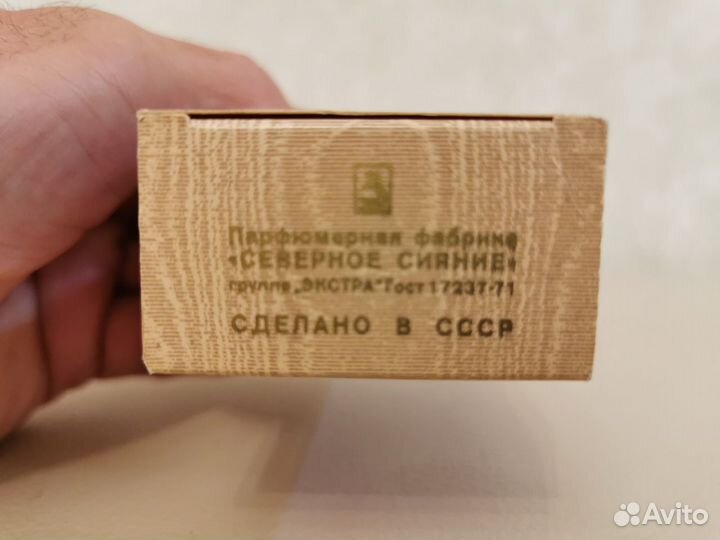 Парфюмерная фабрика
"СЕВЕРНОЕ СИЯНИЕ"
группа „ЭКСТРА" Гост 17237-71
СДЕЛАНО В СССР
Avito